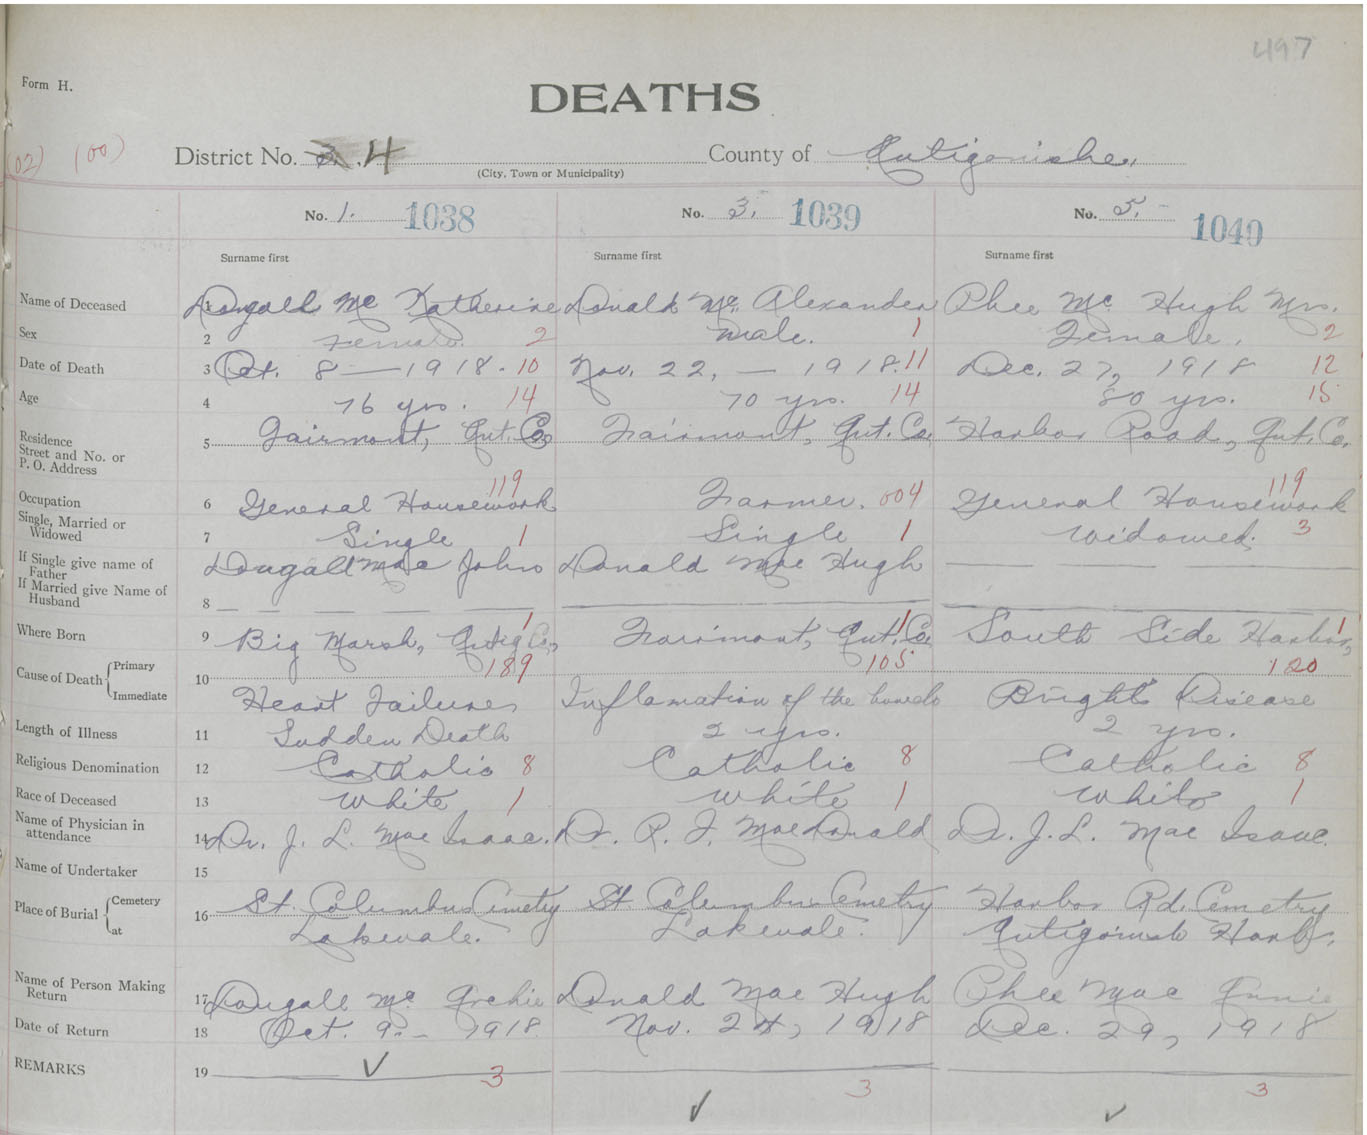 497
Form H.
DEATHS
(02) (00) District No. 4 County of Antigonishe,
(City, Town or Municipality)
No. 1. 1038 No. 3, 1039 No. 5, 1040
Surname first Surname first Surname first
Name of Deceased 1 Dougall Mc Katherine Donald Mc. Alexander Phee Mc Hugh Mrs.
Sex 2 Female. 2 Male. 1 Female, 2
Date of Death 3 Oct. 8 — 1918. 10 Nov. 22, — 1918. 11 Dec. 27, 1918 12
Age 4 76 yrs. 14 70 yrs. 14 80 yrs. 15
Residence
Street and No. or
P. O. Address 5 Fairmont, Ant. Co. Fairmont, Ant. Co. Harbor Road, Ant. Co.
119 119
Occupation 6 General Housework Farmer. 004 General Housework
Single, Married or
Widowed 7 Single 1 Single 1 Widowed. 3
If Single give name of
Father Dougall Mac John Donald Mac Hugh —
If Married give Name of
Husband 8 — — — —
1 1 1
Where Born 9 Big Marsh, Antig Co., Fairmont, Ant. Co. South Side Harbor,
189 105 120
Cause of Death { Primary
Immediate 10 Heart Failure, Inflamation of the bowels Brights Disease
Length of Illness 11 Sudden Death 2 yrs. 2 yrs.
Religious Denomination 12 Catholic 8 Catholic 8 Catholic 8
Race of Deceased 13 White 1 White 1 White 1
Name of Physician in
attendance 14 Dr. J. L. Mac Isaac. Dr. R. F. MacDonald Dr. J. L. Mac Isaac.
Name of Undertaker 15
Place of Burial { Cemetery 16 St. Columbus Cemetry St. Columbus Cemetry Harbor Rd. Cemetry
at Lakevale. Lakevale. Antigonish Harb.
Name of Person Making
Return 17 Dougall Mc Archie Donald Mac Hugh Phee Mac Annie
Date of Return 18 Oct. 9. – 1918 Nov. 24, 1918 Dec. 29, 1918
REMARKS 19 ✓ 3 3 3
✓ ✓